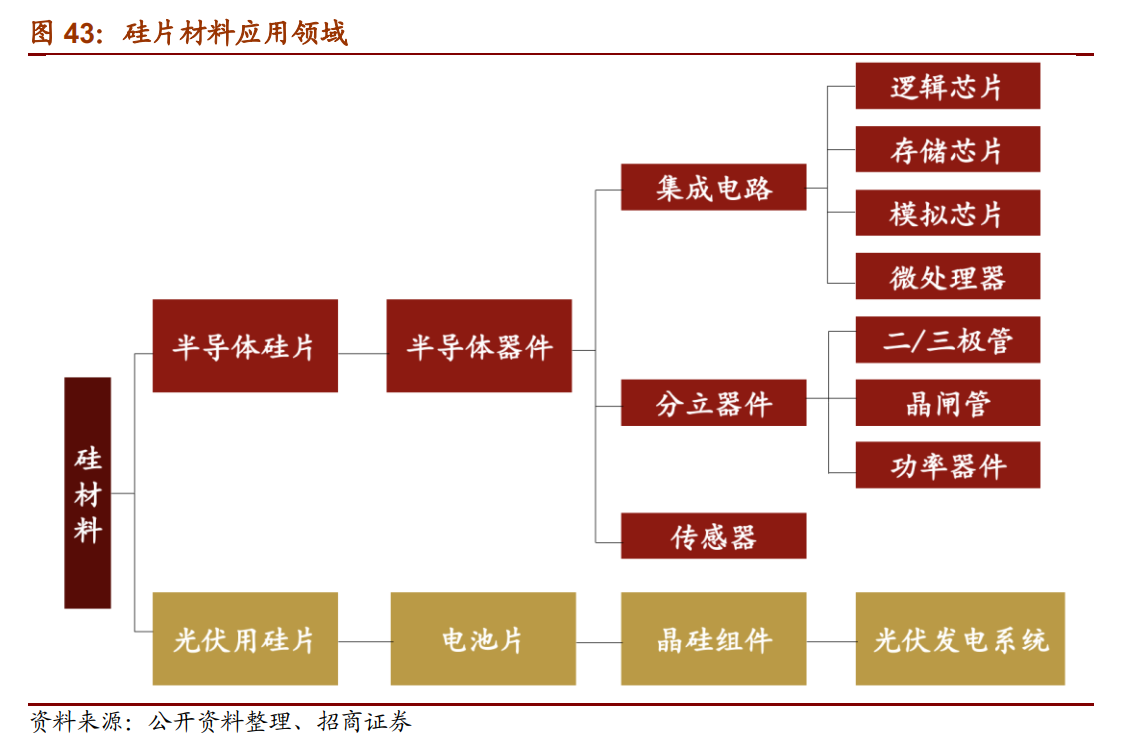 图 43：硅片材料应用领域
逻辑芯片
存储芯片
集成电路
模拟芯片
微处理器
半导体硅片
半导体器件
二/三极管
分立器件
晶闸管
功率器件
硅材料
传感器
光伏用硅片
电池片
晶硅组件
光伏发电系统
资料来源：公开资料整理、招商证券